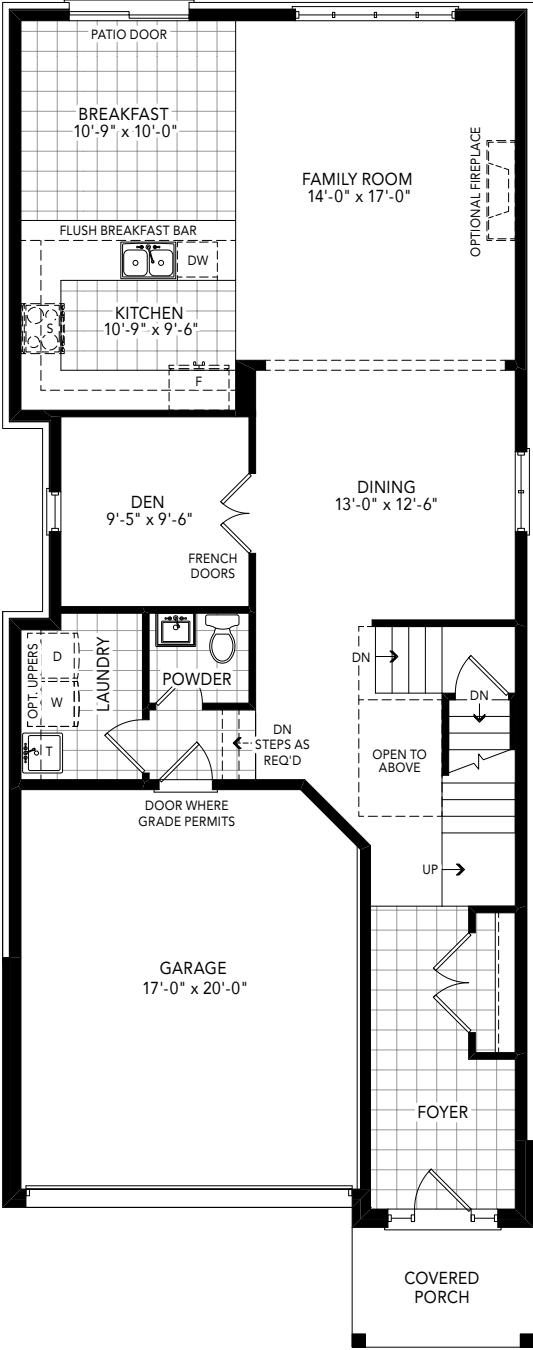 PATIO DOOR
BREAKFAST
10'-9" x 10'-0"
FAMILY ROOM
14'-0" x 17'-0"
OPTIONAL FIREPLACE
FLUSH BREAKFAST BAR
DW
KITCHEN
10'-9" x 9'-6"
S
F
DEN
9'-5" x 9'-6"
FRENCH
DOORS
DINING
13'-0" x 12'-6"
OPT. UPPERS
D
W
T
LAUNDRY
POWDER
DN
STEPS AS
REQ'D
DN
DN
OPEN TO
ABOVE
UP
DOOR WHERE
GRADE PERMITS
GARAGE
17'-0" x 20'-0"
FOYER
COVERED
PORCH